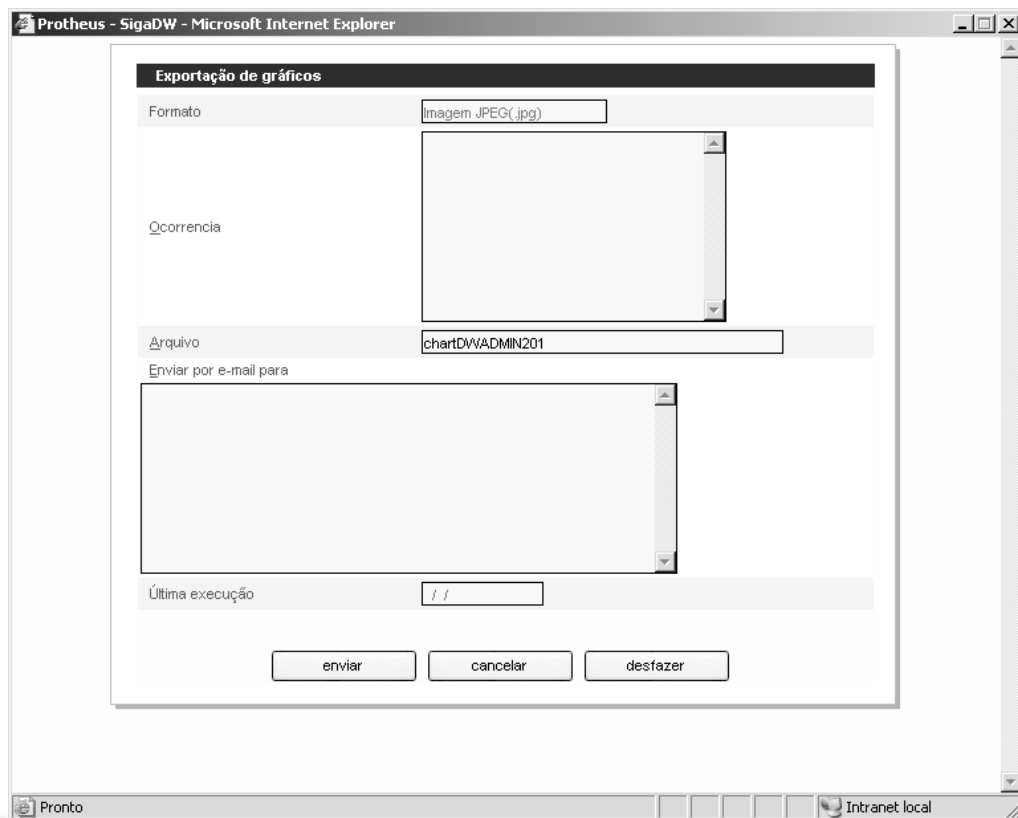 Protheus - SigaDW - Microsoft Internet Explorer
Exportação de gráficos
Formato
Imagem JPEG(.jpg)
Ocorrencia
Arquivo
chartDWADMIN201
Enviar por e-mail para
Última execução
/ /
enviar
cancelar
desfazer
Pronto
Intranet local